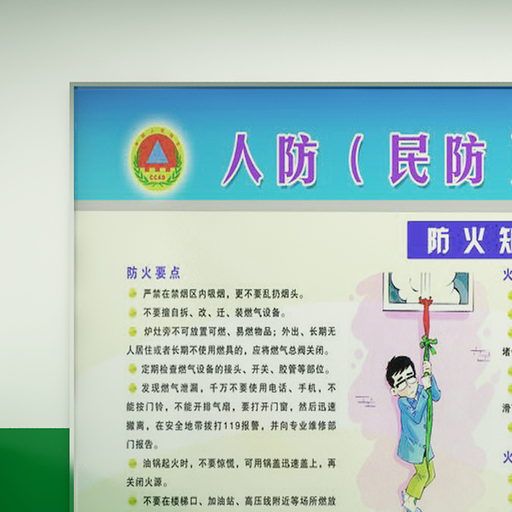 人防（民防
CCAD
防火知
防火要点
严禁在禁烟区内吸烟，更不要乱扔烟头。
不要擅自拆、改、迁、装燃气设备。
炉灶旁不可放置可燃、易燃物品；外出、长期无
人居住或者长期不使用燃具的，应将燃气总阀关闭。
定期检查燃气设备的接头、开关、胶管等部位。
发现燃气泄漏，千万不要使用电话、手机，不
能按门铃，不能开排气扇，要打开门窗，然后迅速
撤离，在安全地带拨打119报警，并向专业维修部
门报告。
油锅起火时，不要惊慌，可用锅盖迅速盖上，再
关闭火源。
不要在楼梯口、加油站、高压线附近等场所燃放
火
堵
滑
火